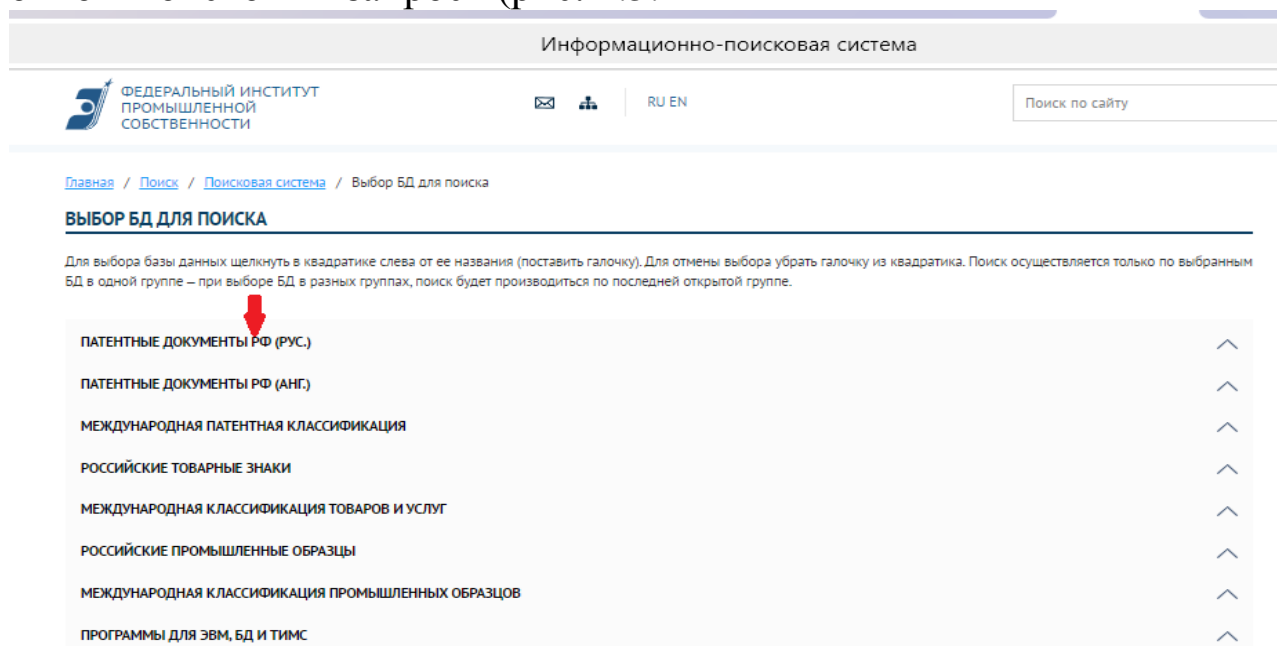 Информационно-поисковая система
ФЕДЕРАЛЬНЫЙ ИНСТИТУТ
ПРОМЫШЛЕННОЙ
СОБСТВЕННОСТИ
RU EN
Поиск по сайту
Главная / Поиск / Поисковая система / Выбор БД для поиска
ВЫБОР БД ДЛЯ ПОИСКА
Для выбора базы данных щелкнуть в квадратике слева от ее названия (поставить галочку). Для отмены выбора убрать галочку из квадратика. Поиск осуществляется только по выбранным
БД в одной группе – при выборе БД в разных группах, поиск будет производиться по последней открытой группе.
ПАТЕНТНЫЕ ДОКУМЕНТЫ РФ (РУС.)
ПАТЕНТНЫЕ ДОКУМЕНТЫ РФ (АНГ.)
МЕЖДУНАРОДНАЯ ПАТЕНТНАЯ КЛАССИФИКАЦИЯ
РОССИЙСКИЕ ТОВАРНЫЕ ЗНАКИ
МЕЖДУНАРОДНАЯ КЛАССИФИКАЦИЯ ТОВАРОВ И УСЛУГ
РОССИЙСКИЕ ПРОМЫШЛЕННЫЕ ОБРАЗЦЫ
МЕЖДУНАРОДНАЯ КЛАССИФИКАЦИЯ ПРОМЫШЛЕННЫХ ОБРАЗЦОВ
ПРОГРАММЫ ДЛЯ ЭВМ, БД И ТИМС